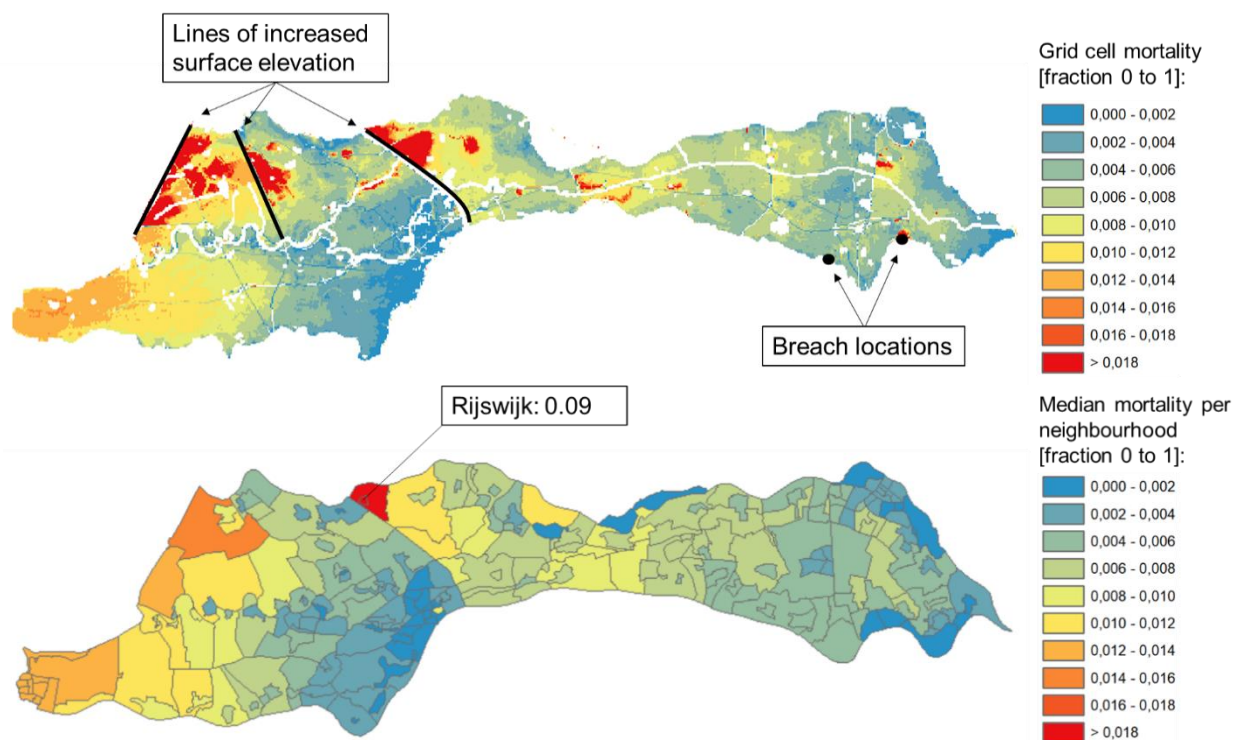 Lines of increased
surface elevation
Grid cell mortality
[fraction 0 to 1]:
0,000 - 0,002
0,002 - 0,004
0,004 - 0,006
0,006 - 0,008
0,008 - 0,010
0,010 - 0,012
0,012 - 0,014
0,014 - 0,016
0,016 - 0,018
> 0,018
Breach locations
Rijswijk: 0.09
Median mortality per
neighbourhood
[fraction 0 to 1]:
0,000 - 0,002
0,002 - 0,004
0,004 - 0,006
0,006 - 0,008
0,008 - 0,010
0,010 - 0,012
0,012 - 0,014
0,014 - 0,016
0,016 - 0,018
> 0,018